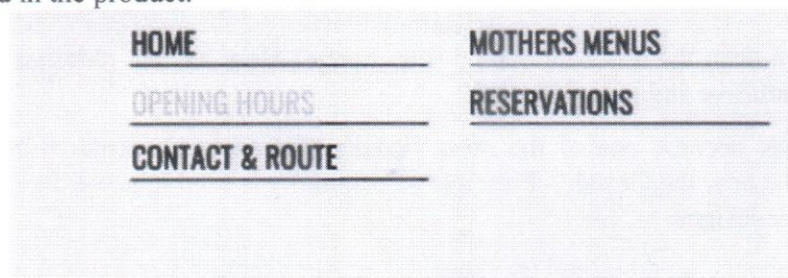 d in the product.
HOME
MOTHERS MENUS
OPENING HOURS
RESERVATIONS
CONTACT & ROUTE